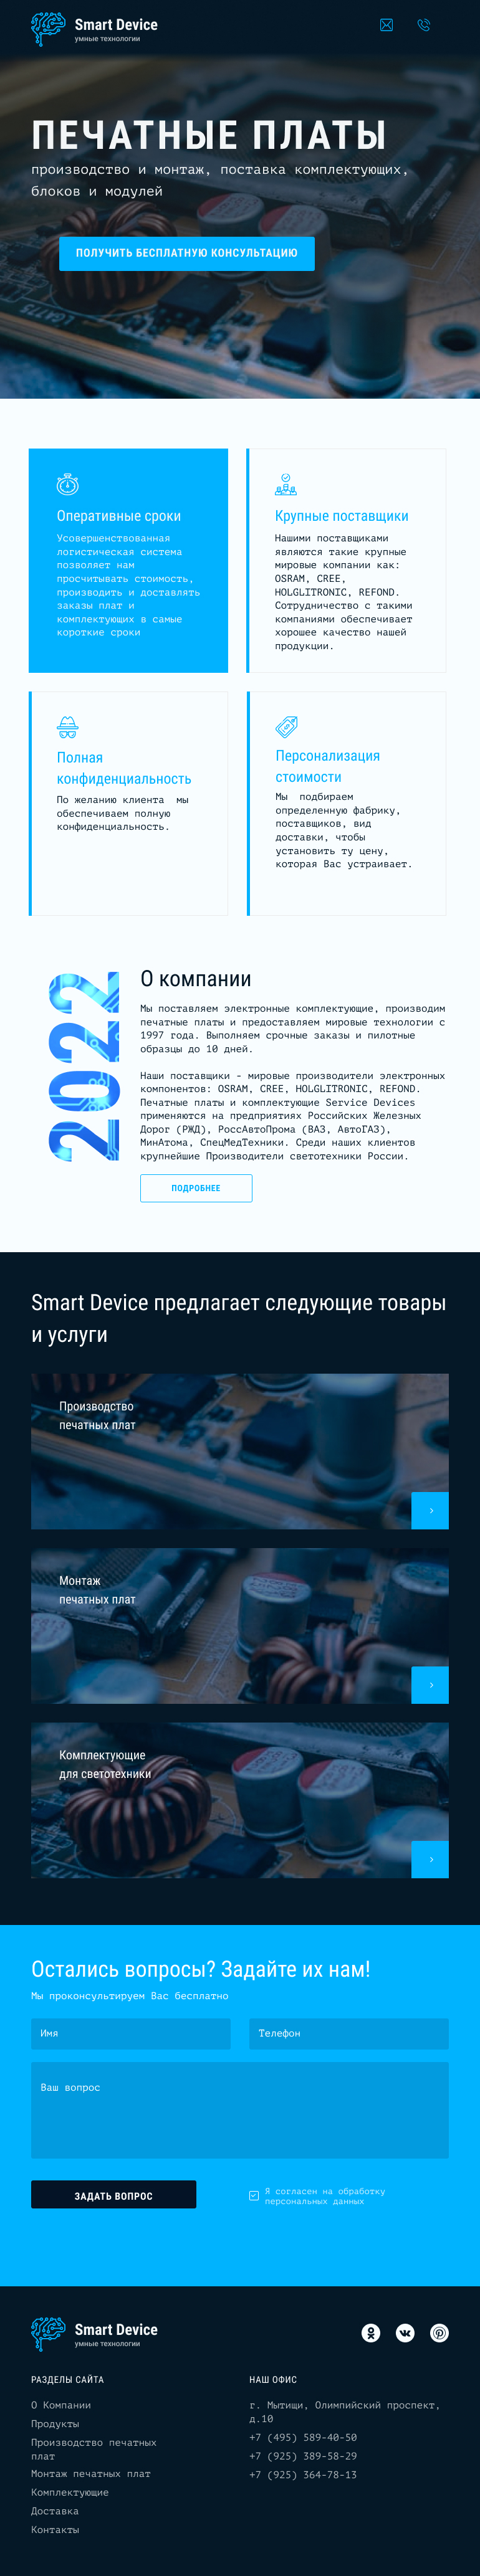 Smart Device
умные технологии
ПЕЧАТНЫЕ ПЛАТЫ
производство и монтаж, поставка комплектующих,
блоков и модулей
ПОЛУЧИТЬ БЕСПЛАТНУЮ КОНСУЛЬТАЦИЮ
Оперативные сроки
Усовершенствованная
логистическая система
позволяет нам
просчитывать стоимость,
производить и доставлять
заказы плат и
комплектующих в самые
короткие сроки
Крупные поставщики
Нашими поставщиками
являются такие крупные
мировые компании как:
OSRAM, CREE,
HOLGLITRONIC, REFOND.
Сотрудничество с такими
компаниями обеспечивает
хорошее качество нашей
продукции.
Полная
конфиденциальность
По желанию клиента  мы
обеспечиваем полную
конфиденциальность.
Персонализация
стоимости
Мы  подбираем
определенную фабрику,
поставщиков, вид
доставки, чтобы
установить ту цену,
которая Вас устраивает.
2022
О компании
Мы поставляем электронные комплектующие, производим
печатные платы и предоставляем мировые технологии с
1997 года. Выполняем срочные заказы и пилотные
образцы до 10 дней.
Наши поставщики - мировые производители электронных
компонентов: OSRAM, CREE, HOLGLITRONIC, REFOND.
Печатные платы и комплектующие Service Devices
применяются на предприятиях Российских Железных
Дорог (РЖД), РоссАвтоПрома (ВАЗ, АвтоГАЗ),
МинАтома, СпецМедТехники. Среди наших клиентов
крупнейшие Производители светотехники России.
ПОДРОБНЕЕ
Smart Device предлагает следующие товары
и услуги
Производство
печатных плат
Монтаж
печатных плат
Комплектующие
для светотехники
Остались вопросы? Задайте их нам!
Мы проконсультируем Вас бесплатно
Имя
Телефон
Ваш вопрос
ЗАДАТЬ ВОПРОС
Я согласен на обработку
персональных данных
Smart Device
умные технологии
РАЗДЕЛЫ САЙТА
О Компании
Продукты
Производство печатных
плат
Монтаж печатных плат
Комплектующие
Доставка
Контакты
НАШ ОФИС
г. Мытищи, Олимпийский проспект,
д.10
+7 (495) 589-40-50
+7 (925) 389-58-29
+7 (925) 364-78-13